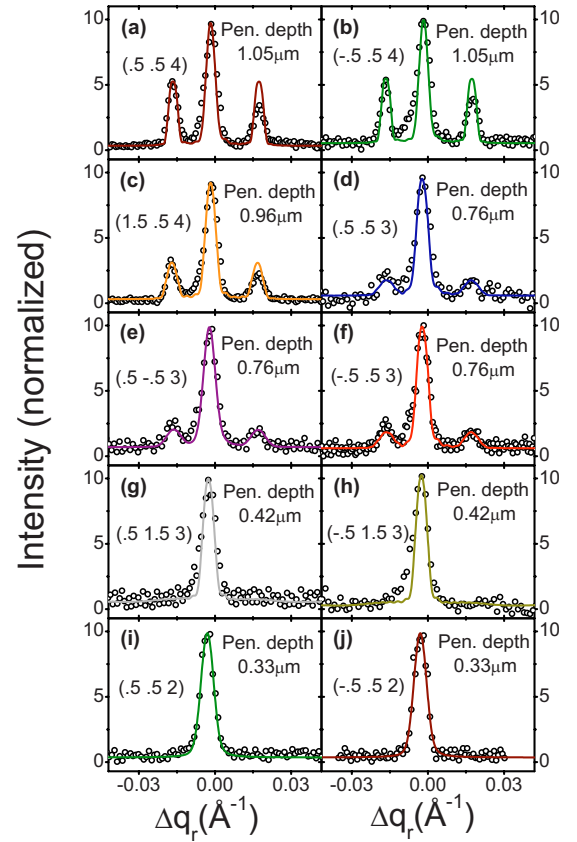 Intensity (normalized)
(a)
(.5 .5 4)
Pen. depth
1.05μm
10
5
0
(b)
(-.5 .5 4)
Pen. depth
1.05μm
10
5
0
(c)
(1.5 .5 4)
Pen. depth
0.96μm
10
5
0
(d)
(.5 .5 3)
Pen. depth
0.76μm
10
5
0
(e)
(.5 -.5 3)
Pen. depth
0.76μm
10
5
0
(f)
(-.5 .5 3)
Pen. depth
0.76μm
10
5
0
(g)
(.5 1.5 3)
Pen. depth
0.42μm
10
5
0
(h)
(-.5 1.5 3)
Pen. depth
0.42μm
10
5
0
(i)
(.5 .5 2)
Pen. depth
0.33μm
10
5
0
(j)
(-.5 .5 2)
Pen. depth
0.33μm
10
5
0
-0.03 0.00 0.03
-0.03 0.00 0.03
Δqr(Å-1)
Δqr(Å-1)